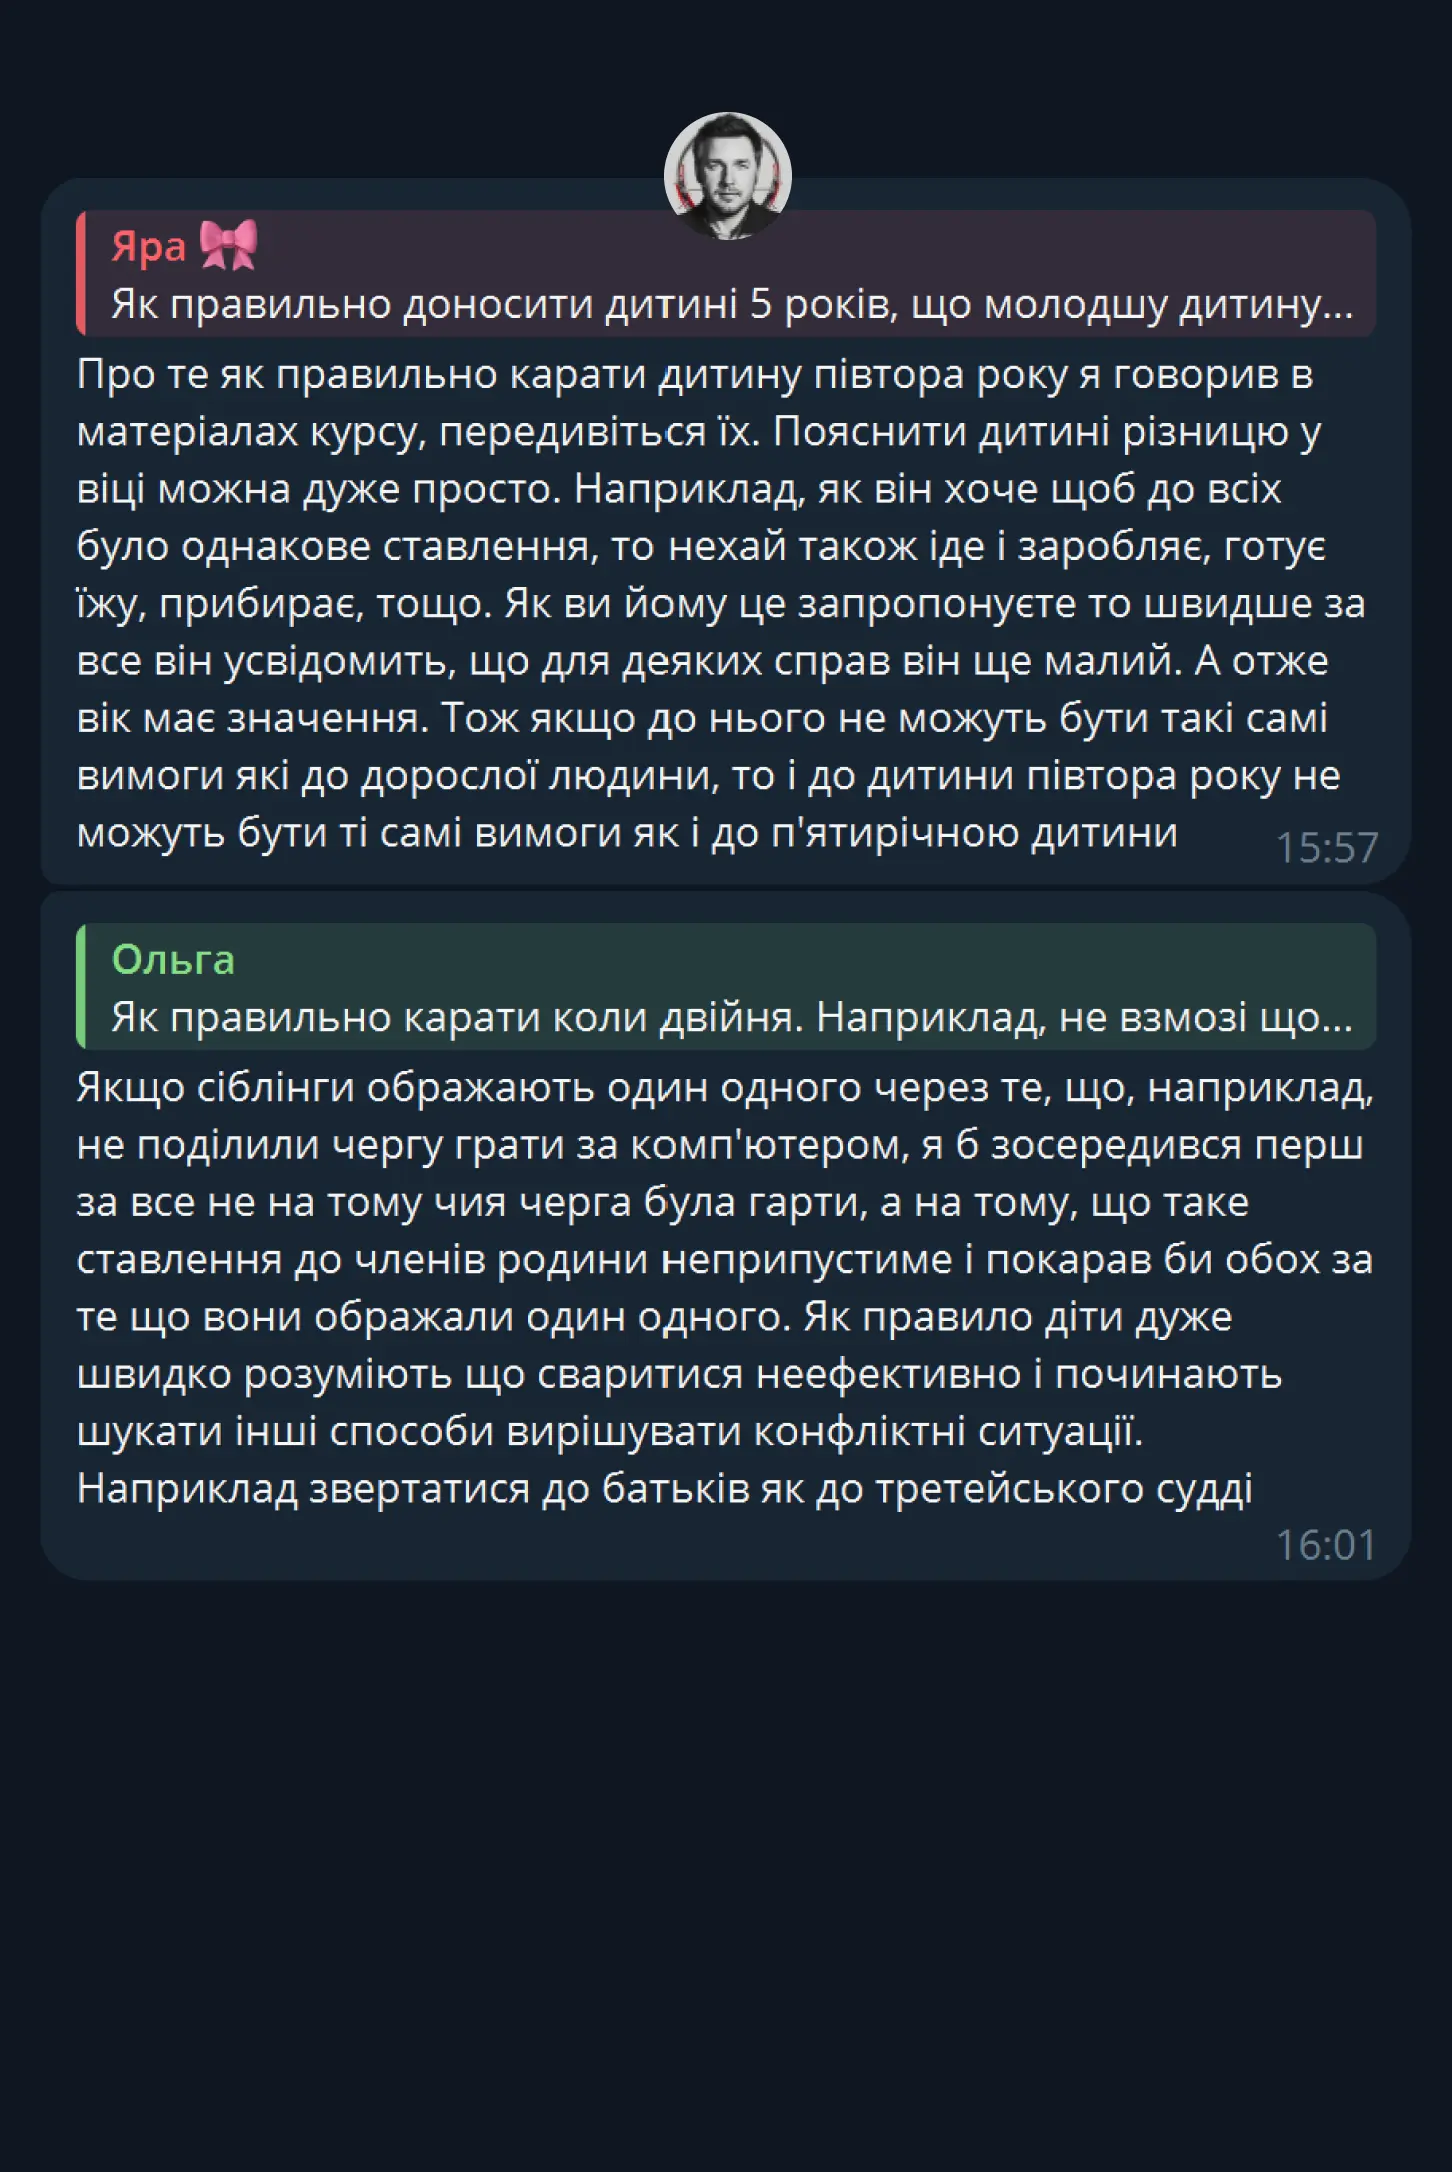 Яра 🎀
Як правильно доносити дитині 5 років, що молодшу дитину...
Про те як правильно карати дитину півтора року я говорив в
матеріалах курсу, передивіться їх. Пояснити дитині різницю у
віці можна дуже просто. Наприклад, як він хоче щоб до всіх
було однакове ставлення, то нехай також іде і заробляє, готує
їжу, прибирає, тощо. Як ви йому це запропонуєте то швидше за
все він усвідомить, що для деяких справ він ще малий. А отже
вік має значення. Тож якщо до нього не можуть бути такі самі
вимоги які до дорослої людини, то і до дитини півтора року не
можуть бути ті самі вимоги як і до п'ятирічною дитини
15:57
Ольга
Як правильно карати коли двійня. Наприклад, не взмозі що...
Якщо сіблінги ображають один одного через те, що, наприклад,
не поділили чергу грати за комп'ютером, я б зосередився перш
за все не на тому чия черга була гарти, а на тому, що таке
ставлення до членів родини неприпустиме і покарав би обох за
те що вони ображали один одного. Як правило діти дуже
швидко розуміють що сваритися неефективно і починають
шукати інші способи вирішувати конфліктні ситуації.
Наприклад звертатися до батьків як до третейського судді
16:01